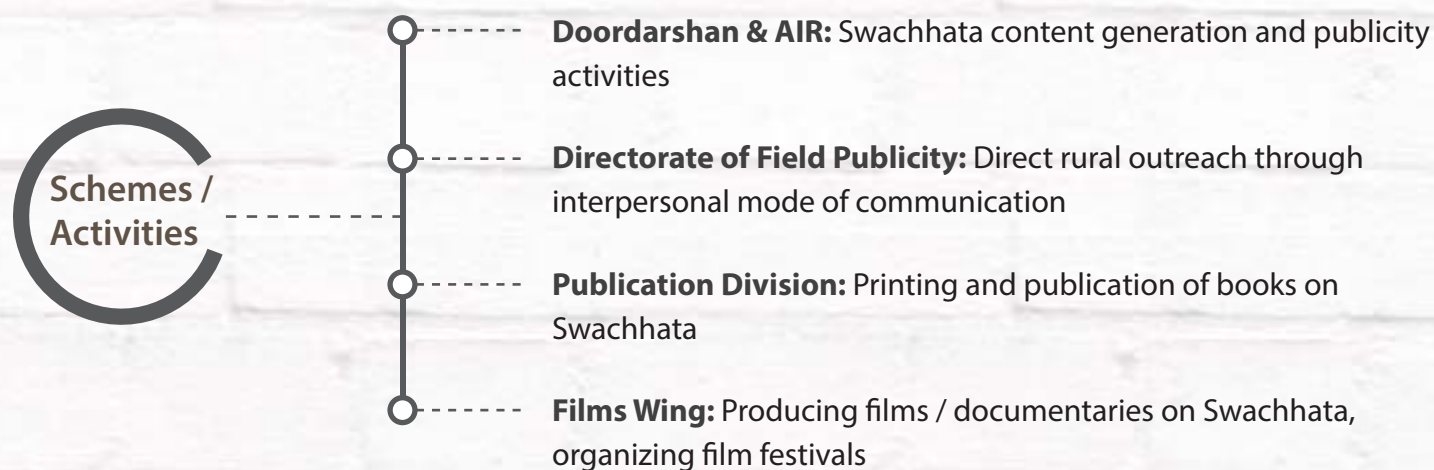 Schemes /
Activities
Doordarshan & AIR: Swachhata content generation and publicity
activities
Directorate of Field Publicity: Direct rural outreach through
interpersonal mode of communication
Publication Division: Printing and publication of books on
Swachhata
Films Wing: Producing films / documentaries on Swachhata,
organizing film festivals